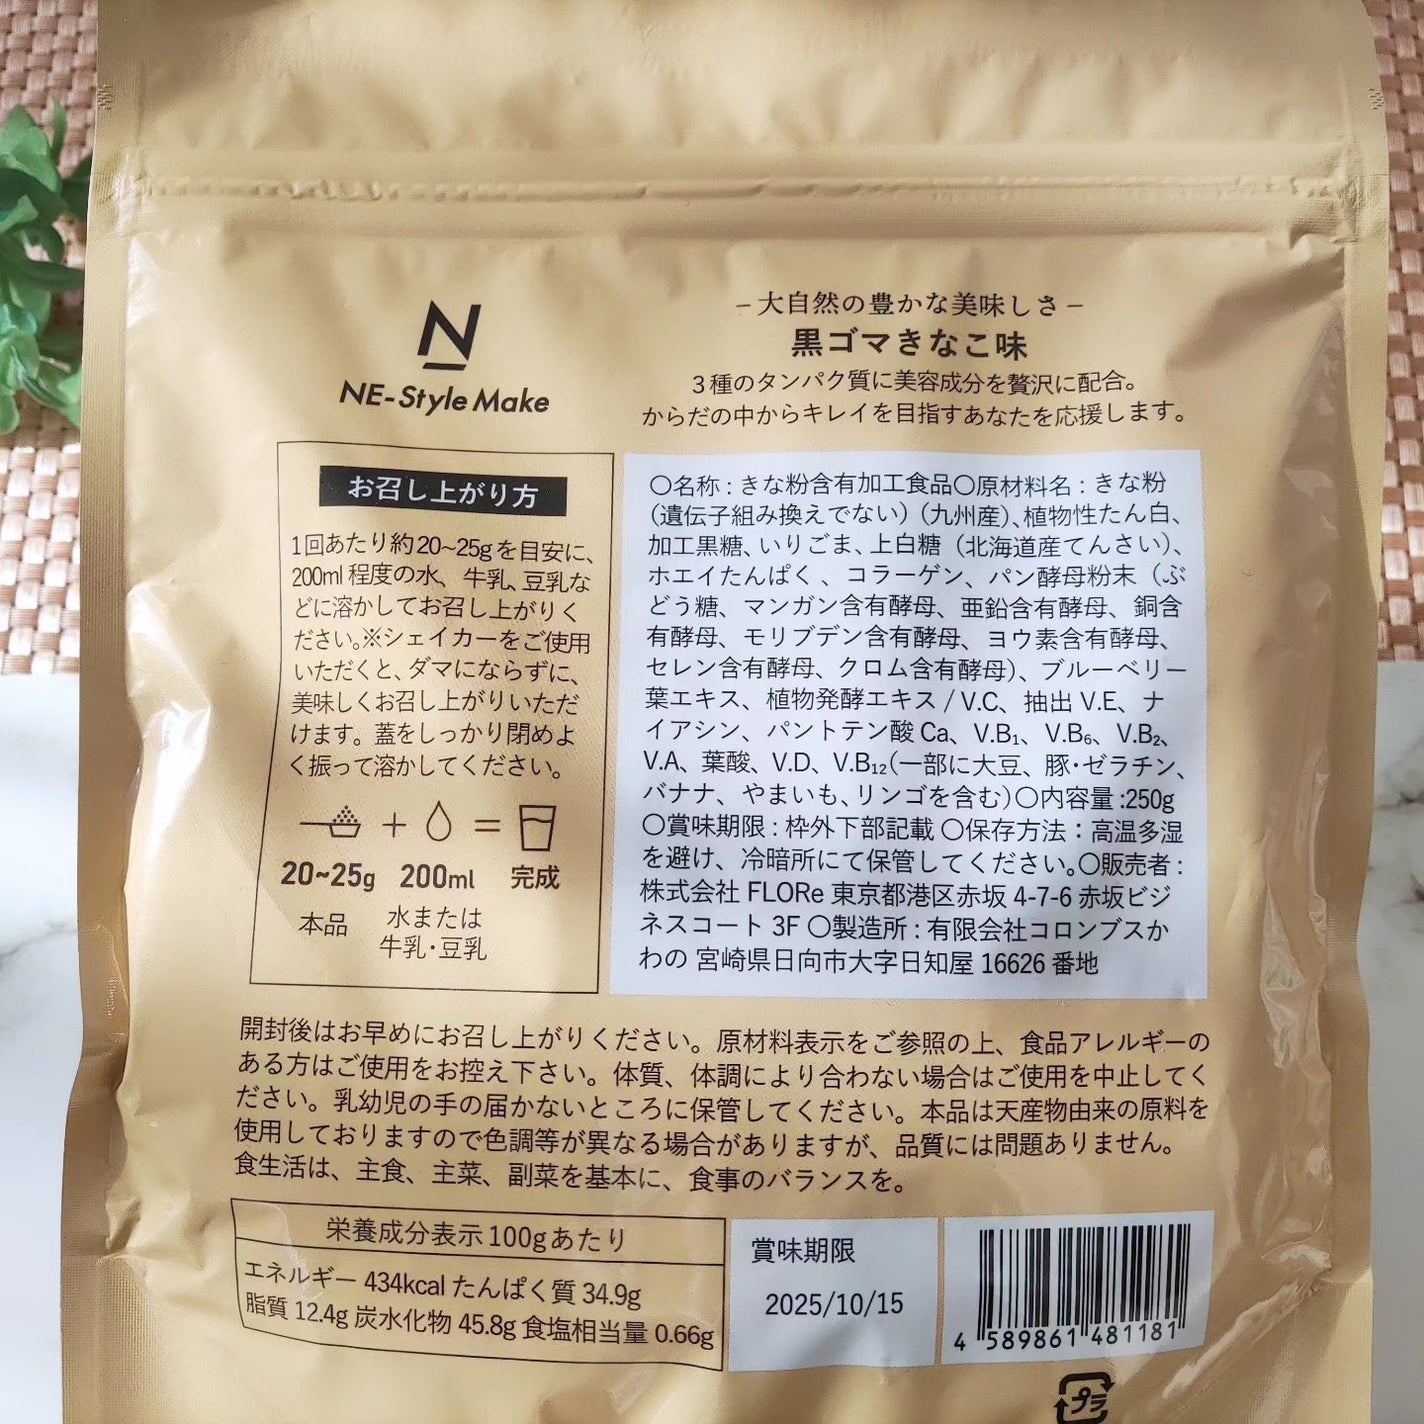 N
NE-Style Make
－大自然の豊かな美味しさ－
黒ゴマきなこ味
３種のタンパク質に美容成分を贅沢に配合。
からだの中からキレイを目指すあなたを応援します。
お召し上がり方
1回あたり約20~25gを目安に、
200ml 程度の水、牛乳、豆乳な
どに溶かしてお召し上がりく
ださい。※シェイカーをご使用
いただくと、ダマにならずに、
美味しくお召し上がりいただ
けます。蓋をしっかり閉めよ
く振って溶かしてください。
+ =
20~25g 200ml 完成
本品 水または
牛乳・豆乳
〇名称：きな粉含有加工食品〇原材料名：きな粉
（遺伝子組み換えでない）（九州産）、植物性たん白、
加工黒糖、いりごま、上白糖（北海道産てんさい）、
ホエイたんぱく、コラーゲン、パン酵母粉末（ぶ
どう糖、マンガン含有酵母、亜鉛含有酵母、銅含
有酵母、モリブデン含有酵母、ヨウ素含有酵母、
セレン含有酵母、クロム含有酵母）、ブルーベリー
葉エキス、植物発酵エキス / V.C、抽出 V.E、ナ
イアシン、パントテン酸 Ca、V.B₁、V.B₆、V.B₂、
V.A、葉酸、V.D、V.B₁₂（一部に大豆、豚・ゼラチン、
バナナ、やまいも、リンゴを含む）〇内容量：250g
〇賞味期限：枠外下部記載 〇保存方法：高温多湿
を避け、冷暗所にて保管してください。〇販売者：
株式会社 FLORe 東京都港区赤坂 4-7-6 赤坂ビジ
ネスコート 3F 〇製造所：有限会社コロンブスか
わの 宮崎県日向市大字日知屋 16626 番地
開封後はお早めにお召し上がりください。原材料表示をご参照の上、食品アレルギーの
ある方はご使用をお控え下さい。体質、体調により合わない場合はご使用を中止してく
ださい。乳幼児の手の届かないところに保管してください。本品は天産物由来の原料を
使用しておりますので色調等が異なる場合がありますが、品質には問題ありません。
食生活は、主食、主菜、副菜を基本に、食事のバランスを。
栄養成分表示100gあたり
エネルギー 434kcal たんぱく質 34.9g
脂質 12.4g 炭水化物 45.8g 食塩相当量 0.66g
賞味期限
2025/10/15
4 589861 481181
プラ